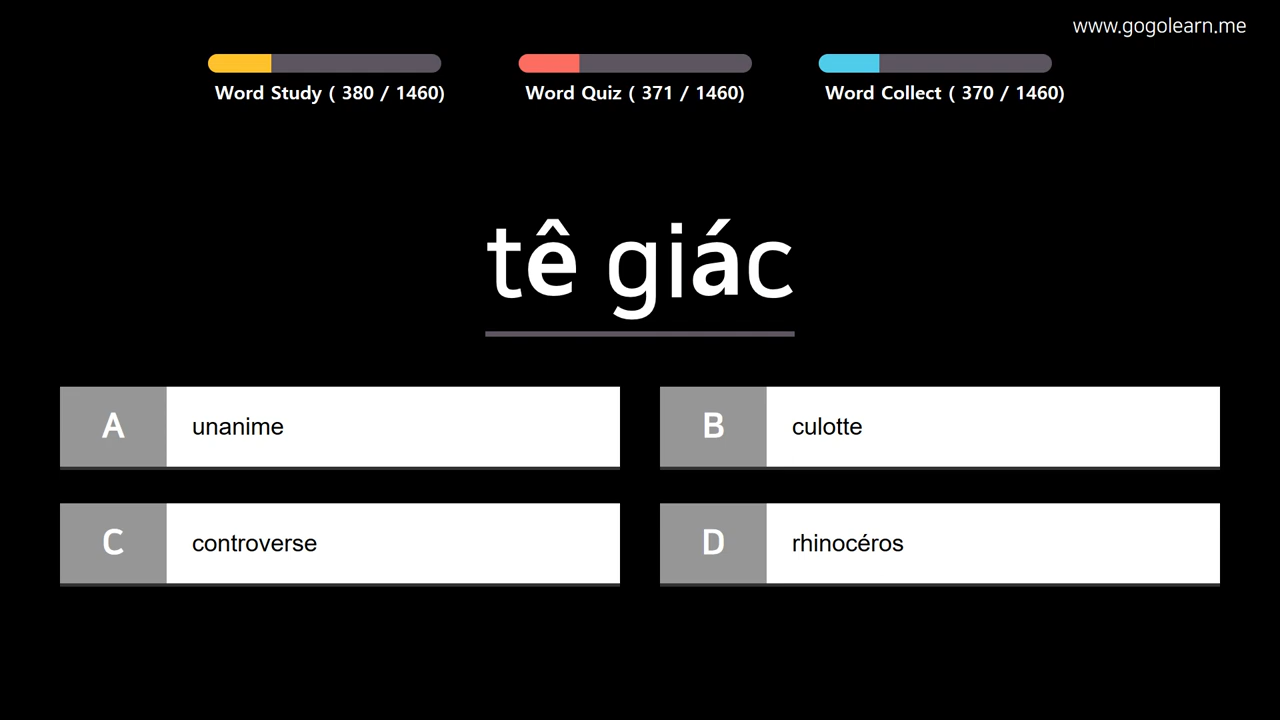 www.gogolearn.me
Word Study ( 380 / 1460)
Word Quiz ( 371 / 1460)
Word Collect ( 370 / 1460)
tê giác
A unanime
B culotte
C controverse
D rhinocéros